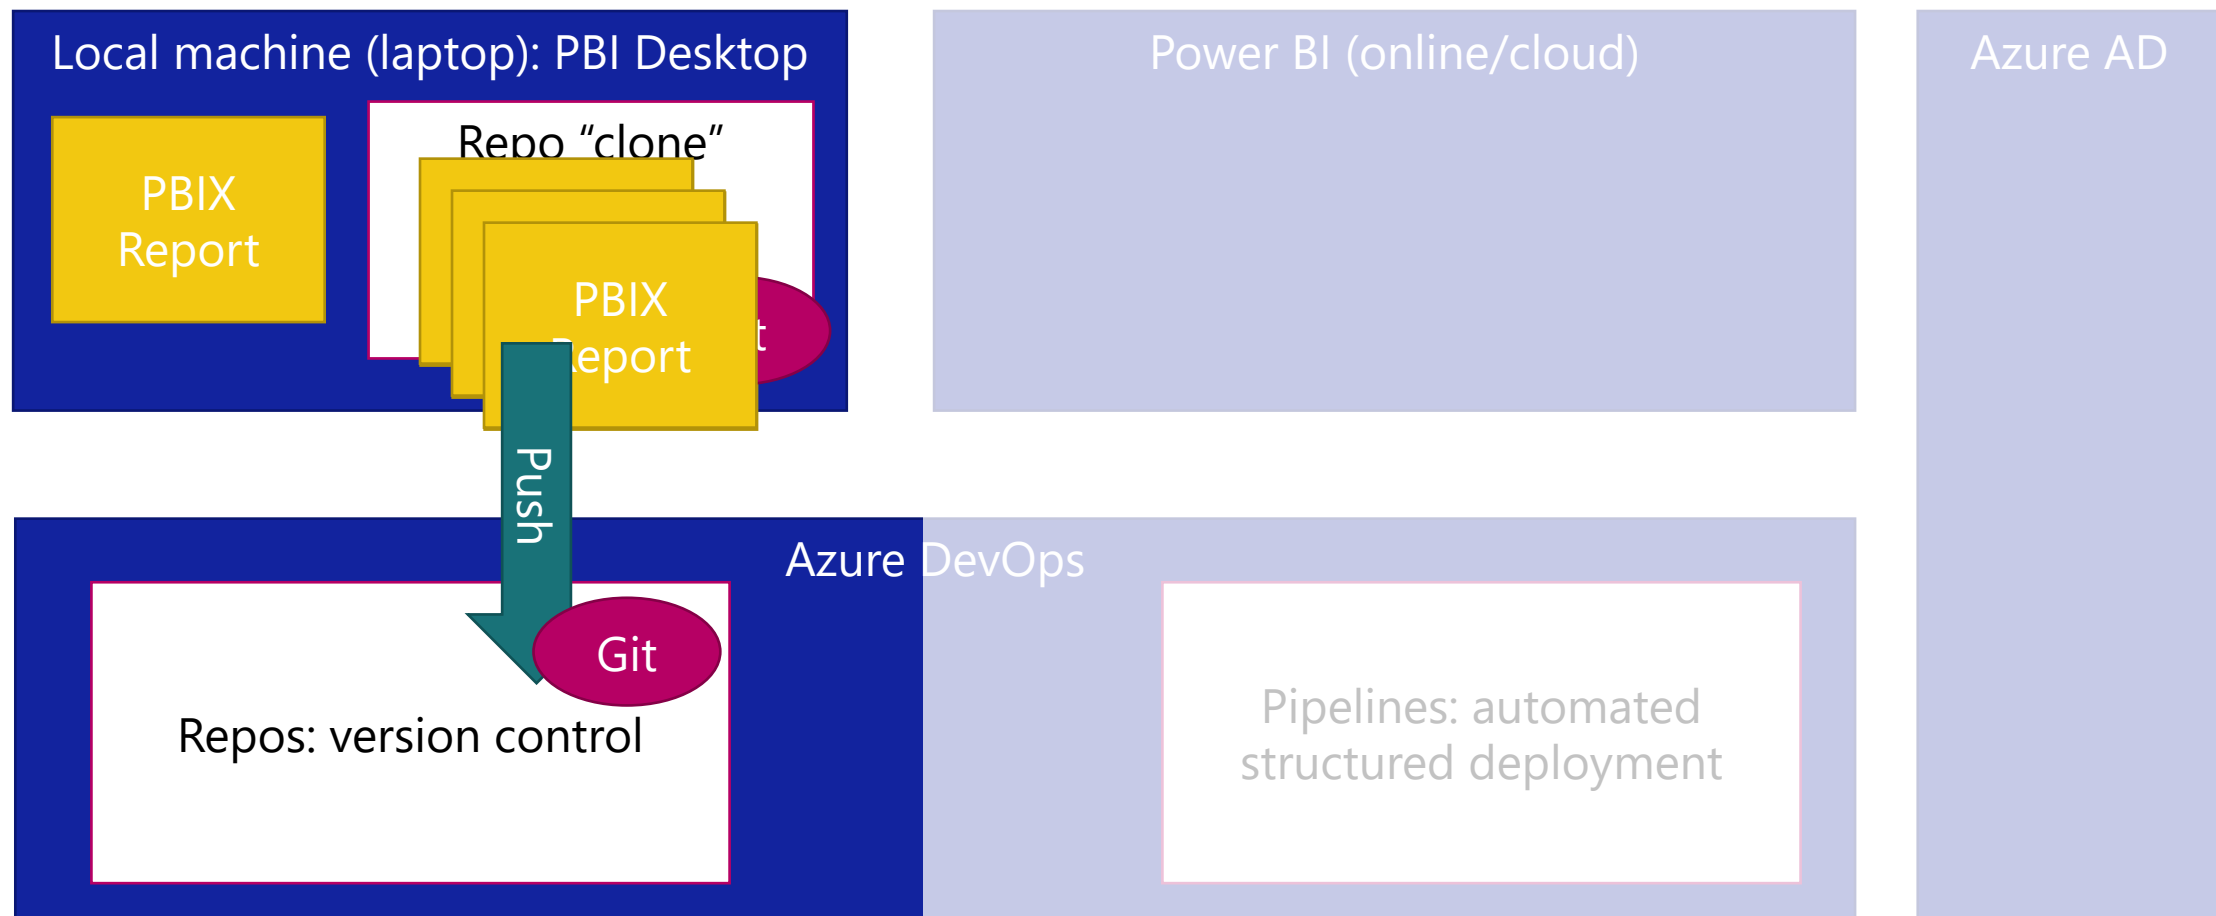 Local machine (laptop): PBI Desktop
Power BI (online/cloud)
Azure AD
PBIX
Report
Repo “clone”
PBIX
Report
Push
Azure DevOps
Git
Repos: version control
Pipelines: automated
structured deployment